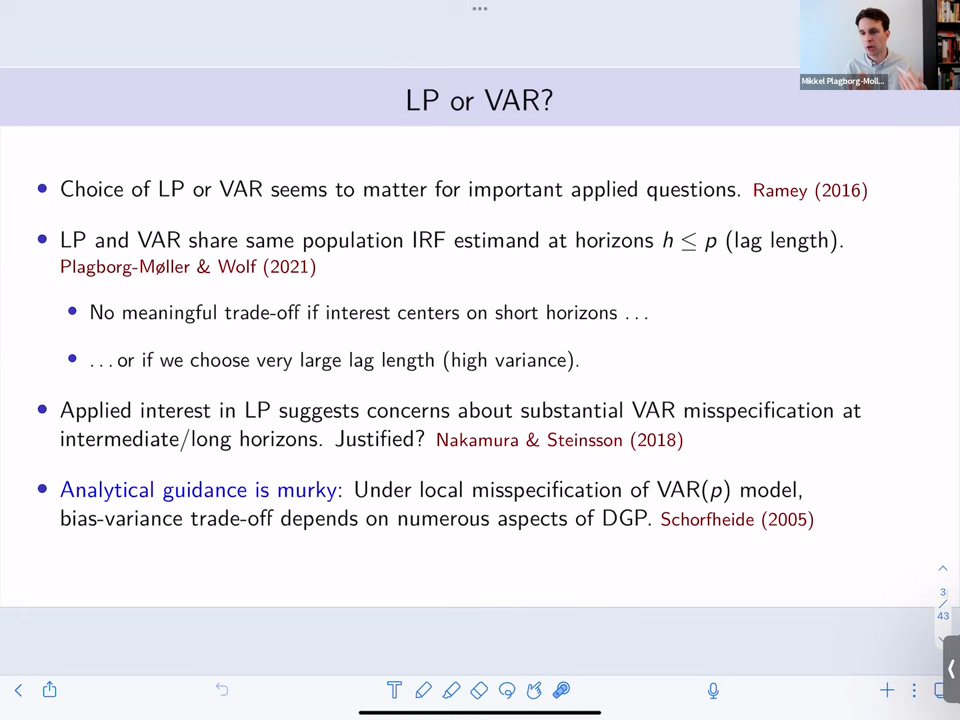 Mikkel Plagborg-Moll...
LP or VAR?
• Choice of LP or VAR seems to matter for important applied questions. Ramey (2016)
• LP and VAR share same population IRF estimand at horizons h ≤ p (lag length).
Plagborg-Møller & Wolf (2021)
• No meaningful trade-off if interest centers on short horizons . . .
• . . . or if we choose very large lag length (high variance).
• Applied interest in LP suggests concerns about substantial VAR misspecification at
intermediate/long horizons. Justified? Nakamura & Steinsson (2018)
• Analytical guidance is murky: Under local misspecification of VAR(p) model,
bias-variance trade-off depends on numerous aspects of DGP. Schorfheide (2005)
3
/
43